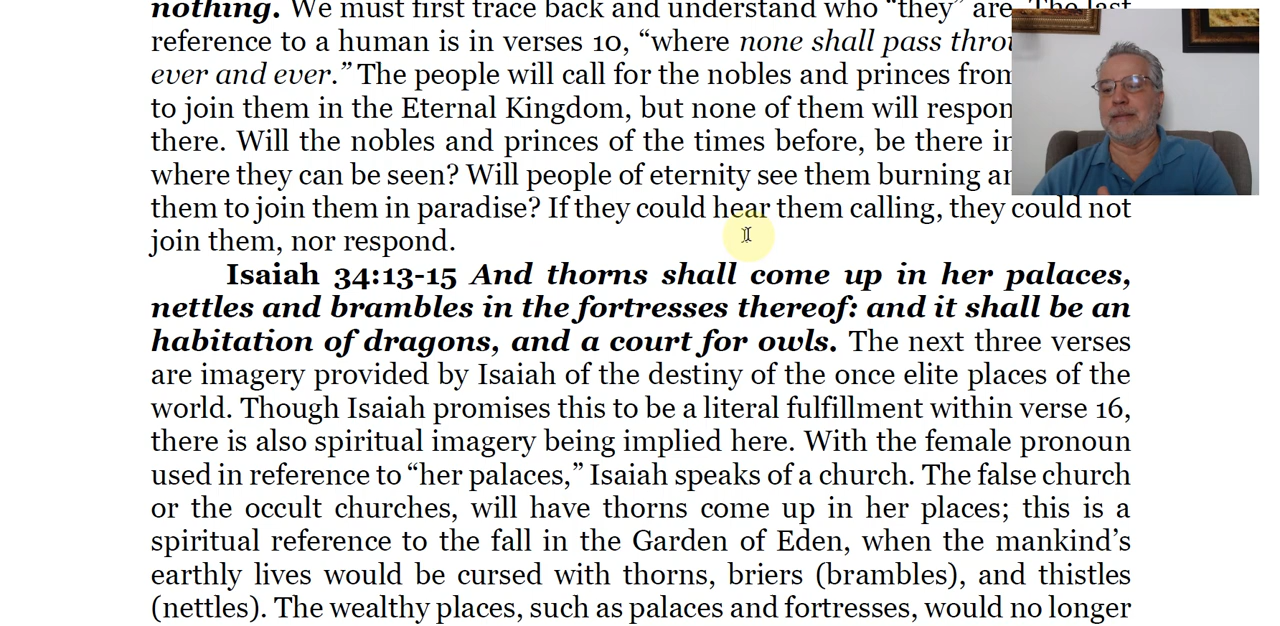 nothing. We must first trace back and understand who “they” are. The last
reference to a human is in verses 10, “where none shall pass
ever and ever.” The people will call for the nobles and princes
to join them in the Eternal Kingdom, but none of them will
there. Will the nobles and princes of the times before, be there
where they can be seen? Will people of eternity see them burning
them to join them in paradise? If they could hear them calling, they could not
join them, nor respond.
Isaiah 34:13-15 And thorns shall come up in her palaces,
nettles and brambles in the fortresses thereof: and it shall be an
habitation of dragons, and a court for owls. The next three verses
are imagery provided by Isaiah of the destiny of the once elite places of the
world. Though Isaiah promises this to be a literal fulfillment within verse 16,
there is also spiritual imagery being implied here. With the female pronoun
used in reference to “her palaces,” Isaiah speaks of a church. The false church
or the occult churches, will have thorns come up in her places; this is a
spiritual reference to the fall in the Garden of Eden, when the mankind’s
earthly lives would be cursed with thorns, briers (brambles), and thistles
(nettles). The wealthy places, such as palaces and fortresses, would no longer